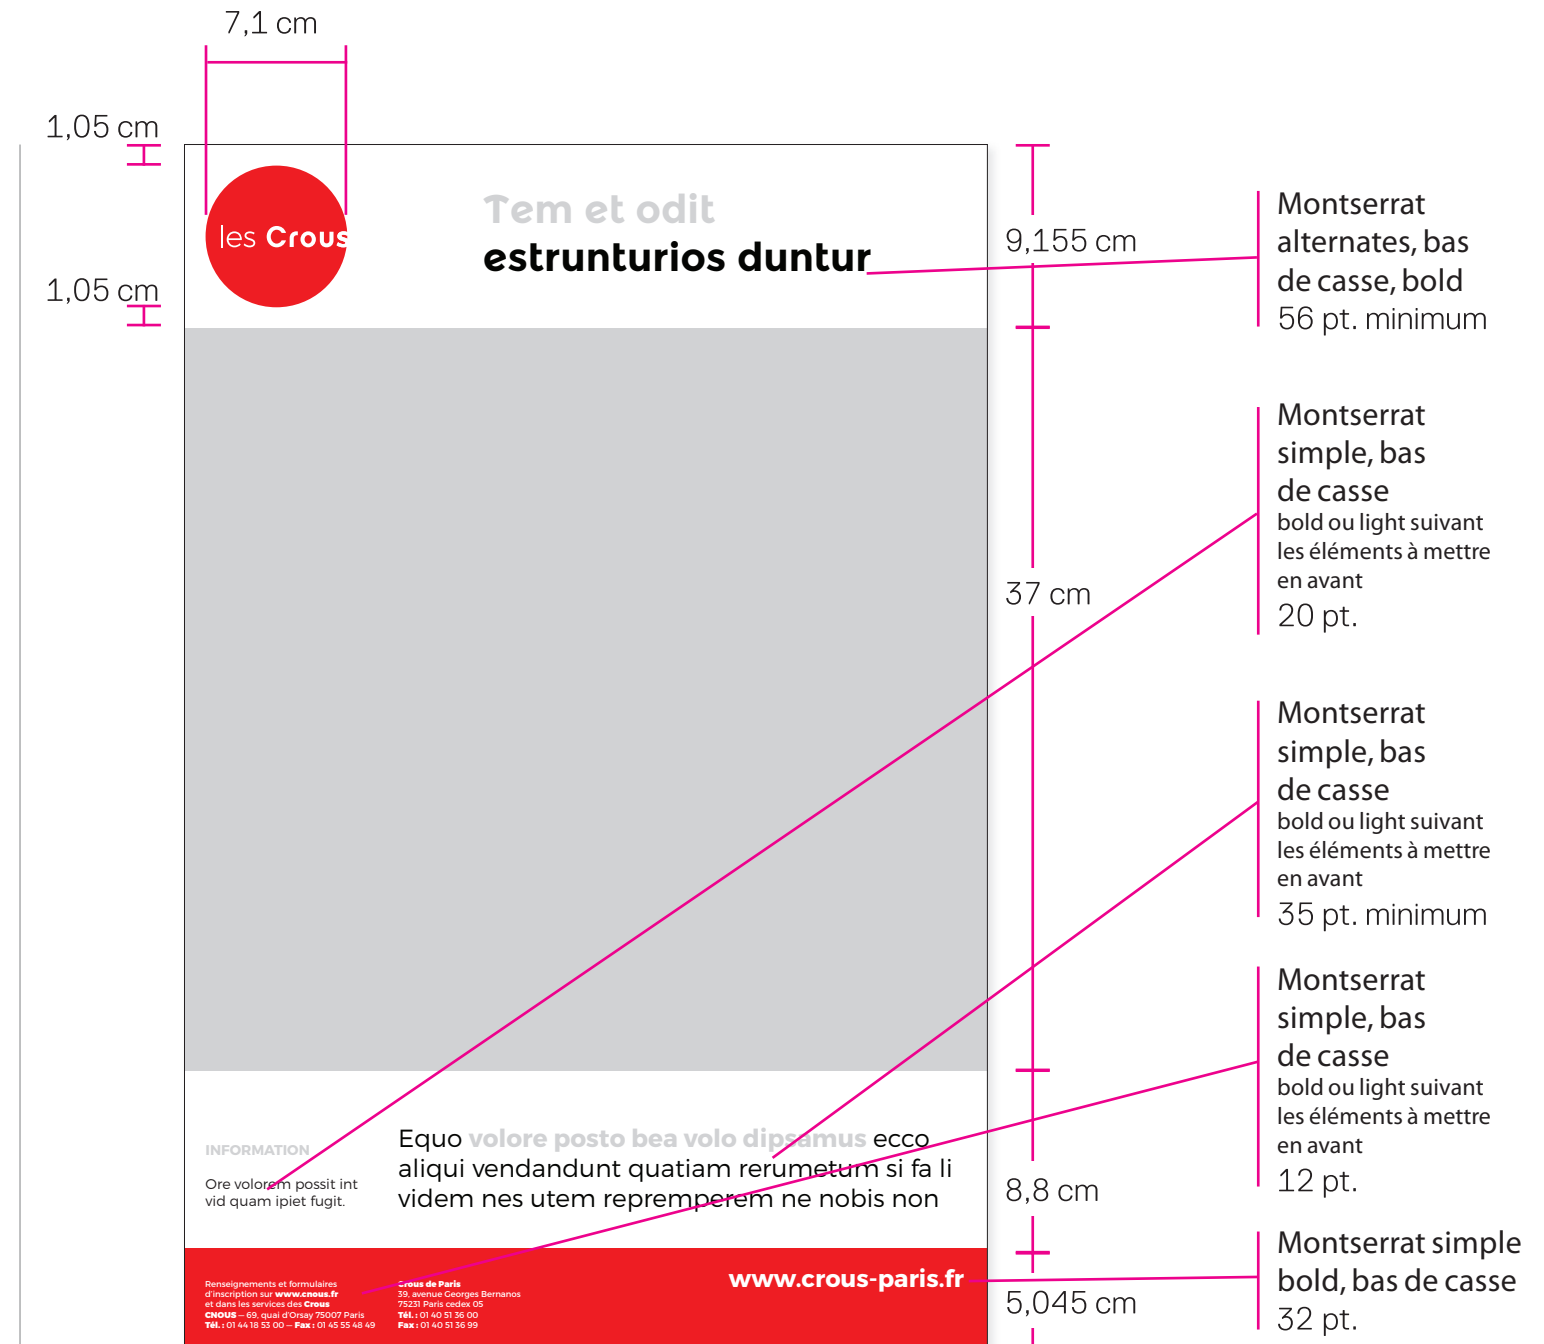 7,1 cm
1,05 cm
1,05 cm
les Crous
Tem et odit
estrunturios duntur
9,155 cm
37 cm
8,8 cm
5,045 cm
INFORMATION
Ore volorem possit int
vid quam ipiet fugit.
Equo volore posto bea volo dipsamus ecco
aliqui vendandunt quatiam rerumetum si fa li
videm nes utem repremperem ne nobis non
Renseignements et formulaires
d'inscription sur www.cnous.fr
et dans les services des Crous
CNOUS – 69, quai d'Orsay 75007 Paris
Tél. : 01 44 18 53 00 – Fax : 01 45 55 48 49
Crous de Paris
39, avenue Georges Bernanos
75231 Paris cedex 05
Tél. : 01 40 51 36 00
Fax : 01 40 51 36 99
www.crous-paris.fr
Montserrat
alternates, bas
de casse, bold
56 pt. minimum
Montserrat
simple, bas
de casse
bold ou light suivant
les éléments à mettre
en avant
20 pt.
Montserrat
simple, bas
de casse
bold ou light suivant
les éléments à mettre
en avant
35 pt. minimum
Montserrat
simple, bas
de casse
bold ou light suivant
les éléments à mettre
en avant
12 pt.
Montserrat simple
bold, bas de casse
32 pt.